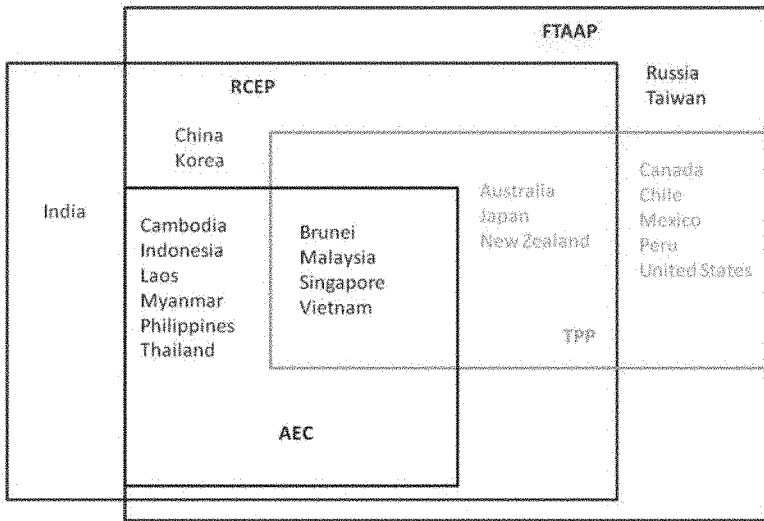 FTAAP
RCEP
Russia
Taiwan
China
Korea
Canada
Chile
Mexico
Peru
United States
Australia
Japan
New Zealand
India
Cambodia
Indonesia
Laos
Myanmar
Philippines
Thailand
Brunei
Malaysia
Singapore
Vietnam
TPP
AEC